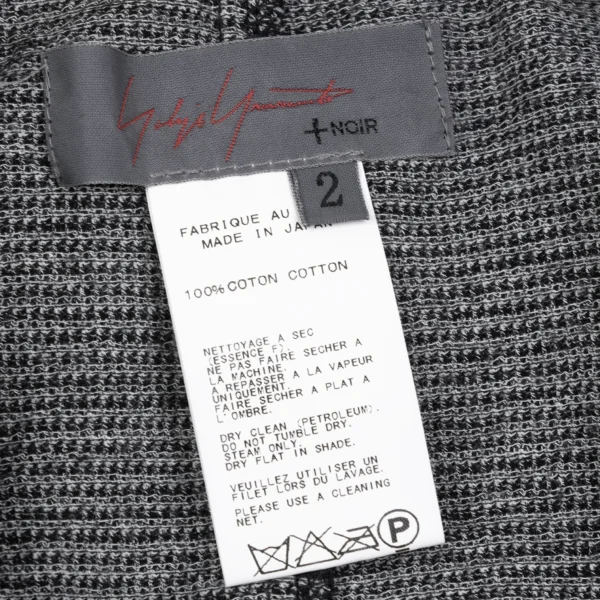 Yohji Yamamoto
+NOIR
2
FABRIQUE AU
MADE IN JAPAN
100% COTON COTTON
NETTOYAGE A SEC
(ESSENCE F).
NE PAS FAIRE SECHER A
LA MACHINE.
A REPASSER A LA VAPEUR
UNIQUEMENT.
FAIRE SECHER A PLAT A
L'OMBRE.
DRY CLEAN (PETROLEUM).
DO NOT TUMBLE DRY.
STEAM ONLY.
DRY FLAT IN SHADE.
VEUILLEZ UTILISER UN
FILET LORS DU LAVAGE.
PLEASE USE A CLEANING
NET.
P